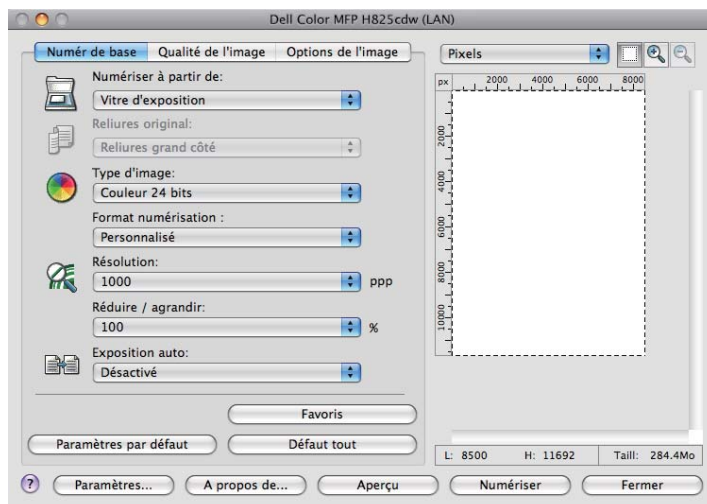 Dell Color MFP H825cdw (LAN)
Numér de base Qualité de l'image Options de l'image
Numériser à partir de:
Vitre d'exposition
Reliures original:
Reliures grand côté
Type d'image:
Couleur 24 bits
Format numérisation :
Personnalisé
Résolution:
1000 ppp
Réduire / agrandir:
100 %
Exposition auto:
Désactivé
Favoris
Paramètres par défaut Défaut tout
Pixels
px 2000 4000 6000 8000
2000
4000
6000
8000
10000
L: 8500 H: 11692 Taill: 284.4Mo
? Paramètres... A propos de... Aperçu Numériser Fermer